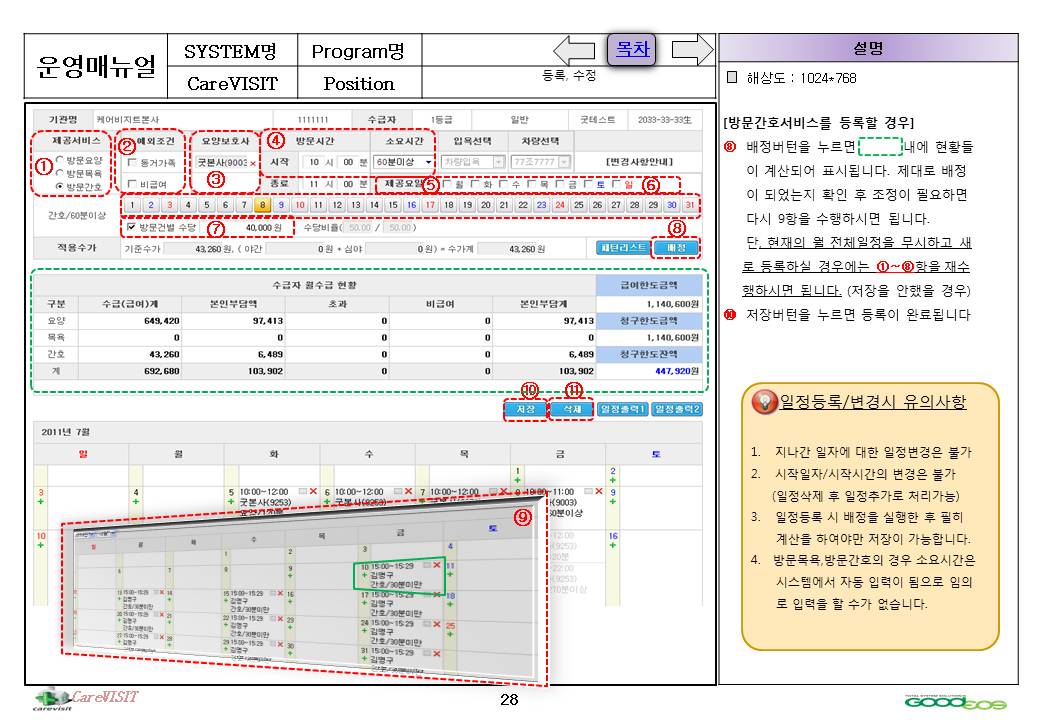 운영매뉴얼
SYSTEM명
Program명
CareVISIT
Position
목차
등록, 수정
설명
해상도 : 1024*768
기관명 케어비지트본사 1111111 수급자 1등급 일반 굿테스트 2033-33-33生
제공서비스 예외조건 요양보호사 ④ 방문시간 소요시간 입욕선택 차량선택
① ② ③
방문요양
방문목욕
방문간호
동거가족
비급여
굿본사(9003 ×
시작 10 시 00 분 60분이상 차량입욕 77조7777 [변경사항안내]
종료 11 시 00 분 제공요일 ⑤ 월 화 수 목 금 토 일 ⑥
간호/60분이상
1 2 3 4 5 6 7 8 9 10 11 12 13 14 15 16 17 18 19 20 21 22 23 24 25 26 27 28 29 30 31
방문건별 수당 ⑦ 40,000 원 수당비율( 50.00 / 50.00 )
⑧
적용수가 기준수가 43,260 원, ( 야간 0 원 + 심야 0 원) = 수가계 43,260 원 패턴리스트 배정
수급자 월수급 현황 급여한도금액
구분 수급(급여)계 본인부담액 초과 비급여 본인부담계 1,140,600원
요양 649,420 97,413 0 0 97,413 청구한도금액
목욕 0 0 0 0 0 1,140,600원
간호 43,260 6,489 0 0 6,489 청구한도잔액
계 692,680 103,902 0 0 103,902 447,920원
⑩ ⑪
저장 삭제 일정출력1 일정출력2
2011년 7월
일 월 화 수 목 금 토
1 2
3 4 5 10:00~12:00 6 10:00~12:00 7 10:00~12:00 8 10:00~11:00 9
굿본사(9253) 굿본사(9253)
10 16
⑨
일 월 화 수 목 금 토
1 2 3 4
10 15:00~15:29 11
김명구
간호/30분미만
17 15:00~15:29 18
김명구
간호/30분미만
24 15:00~15:29 25
김명구
간호/30분미만
31 15:00~15:29
김명구
[방문간호서비스를 등록할 경우]
⑧ 배정버턴을 누르면 내에 현황들
이 계산되어 표시됩니다. 제대로 배정
이 되었는지 확인 후 조정이 필요하면
다시 9항을 수행하시면 됩니다.
단, 현재의 월 전체일정을 무시하고 새
로 등록하실 경우에는 ①~⑧항을 재수
행하시면 됩니다. (저장을 안했을 경우)
⑩ 저장버턴을 누르면 등록이 완료됩니다
일정등록/변경시 유의사항
1. 지나간 일자에 대한 일정변경은 불가
2. 시작일자/시작시간의 변경은 불가
(일정삭제 후 일정추가로 처리가능)
3. 일정등록 시 배정을 실행한 후 필히
계산을 하여야만 저장이 가능합니다.
4. 방문목욕,방문간호의 경우 소요시간은
시스템에서 자동 입력이 됨으로 임의
로 입력을 할 수가 없습니다.
carevisit
CareVISIT
28
TOTAL SYSTEM SOLUTION
GOODEOS